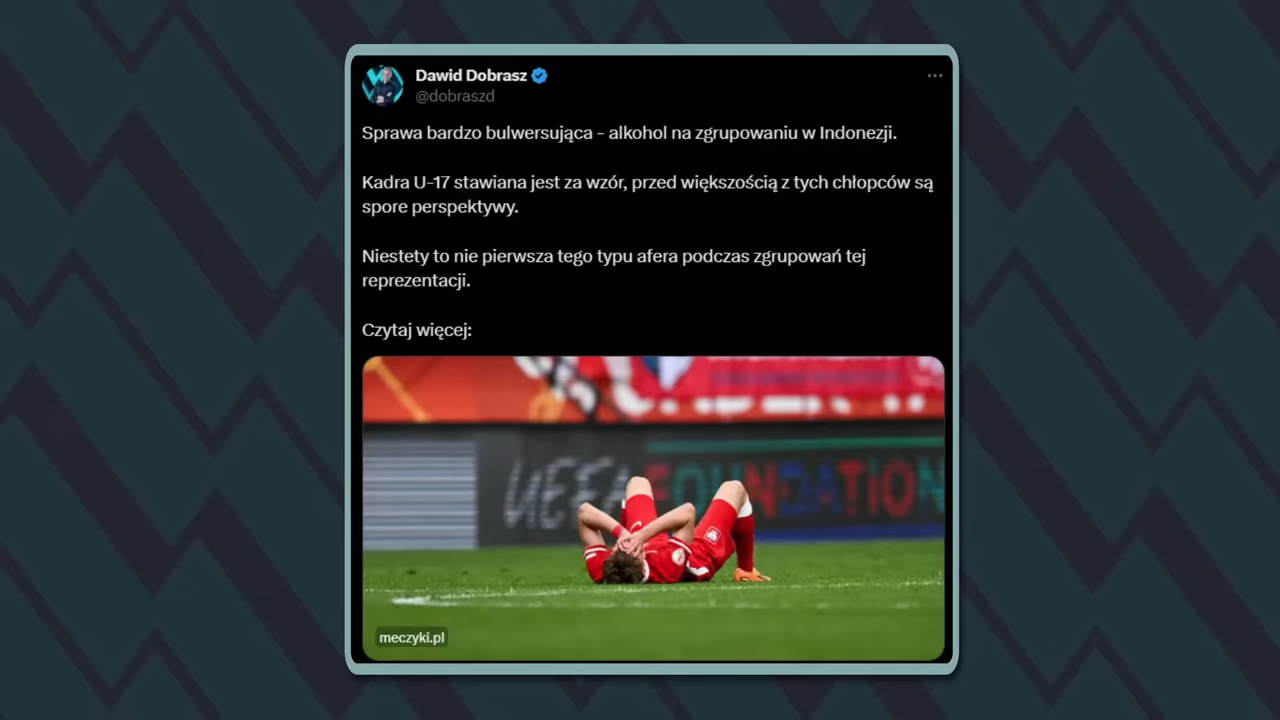 Dawid Dobrasz
@dobraszd
Sprawa bardzo bulwersująca - alkohol na zgrupowaniu w Indonezji.
Kadra U-17 stawiana jest za wzór, przed większością z tych chłopców są
spore perspektywy.
Niestety to nie pierwsza tego typu afera podczas zgrupowań tej
reprezentacji.
Czytaj więcej:
UEFA FOUNDATION
meczyki.pl